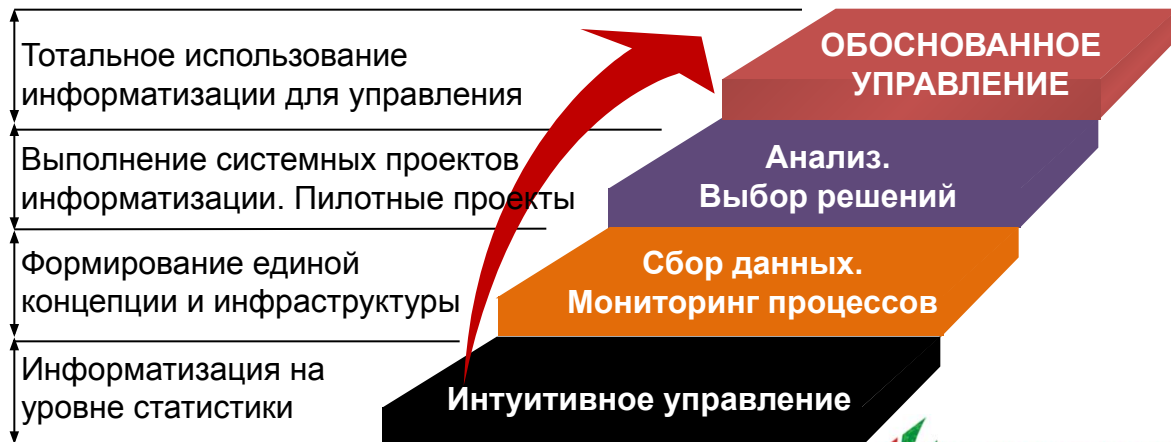 Тотальное использование
информатизации для управления
ОБОСНОВАННОЕ
УПРАВЛЕНИЕ
Выполнение системных проектов
информатизации. Пилотные проекты
Анализ.
Выбор решений
Формирование единой
концепции и инфраструктуры
Сбор данных.
Мониторинг процессов
Информатизация на
уровне статистики
Интуитивное управление